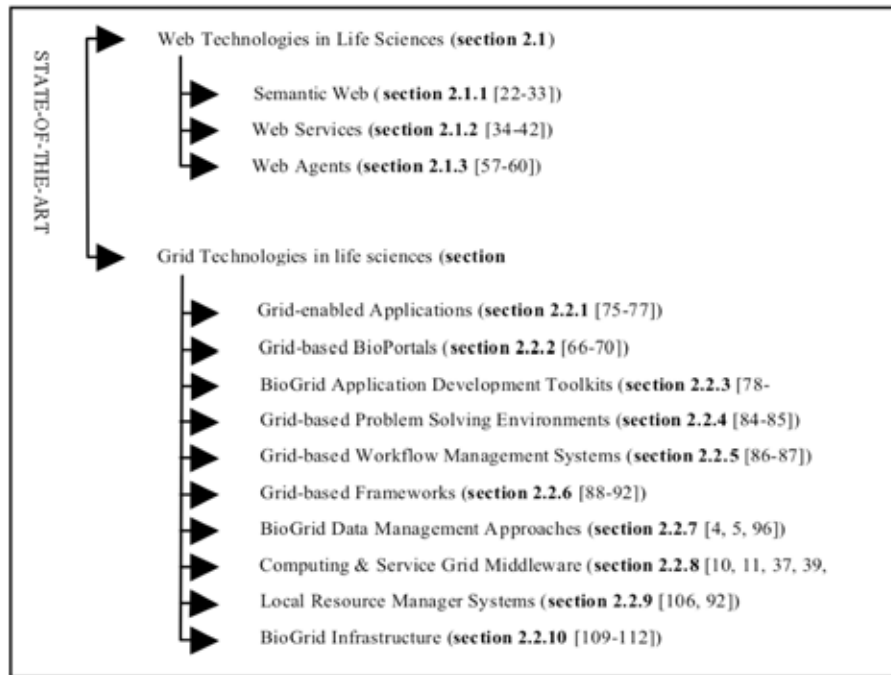 STATE-OF-THE-ART
Web Technologies in Life Sciences (section 2.1)
Semantic Web ( section 2.1.1 [22-33])
Web Services (section 2.1.2 [34-42])
Web Agents (section 2.1.3 [57-60])
Grid Technologies in life sciences (section
Grid-enabled Applications (section 2.2.1 [75-77])
Grid-based BioPortals (section 2.2.2 [66-70])
BioGrid Application Development Toolkits (section 2.2.3 [78-
Grid-based Problem Solving Environments (section 2.2.4 [84-85])
Grid-based Workflow Management Systems (section 2.2.5 [86-87])
Grid-based Frameworks (section 2.2.6 [88-92])
BioGrid Data Management Approaches (section 2.2.7 [4, 5, 96])
Computing & Service Grid Middleware (section 2.2.8 [10, 11, 37, 39,
Local Resource Manager Systems (section 2.2.9 [106, 92])
BioGrid Infrastructure (section 2.2.10 [109-112])